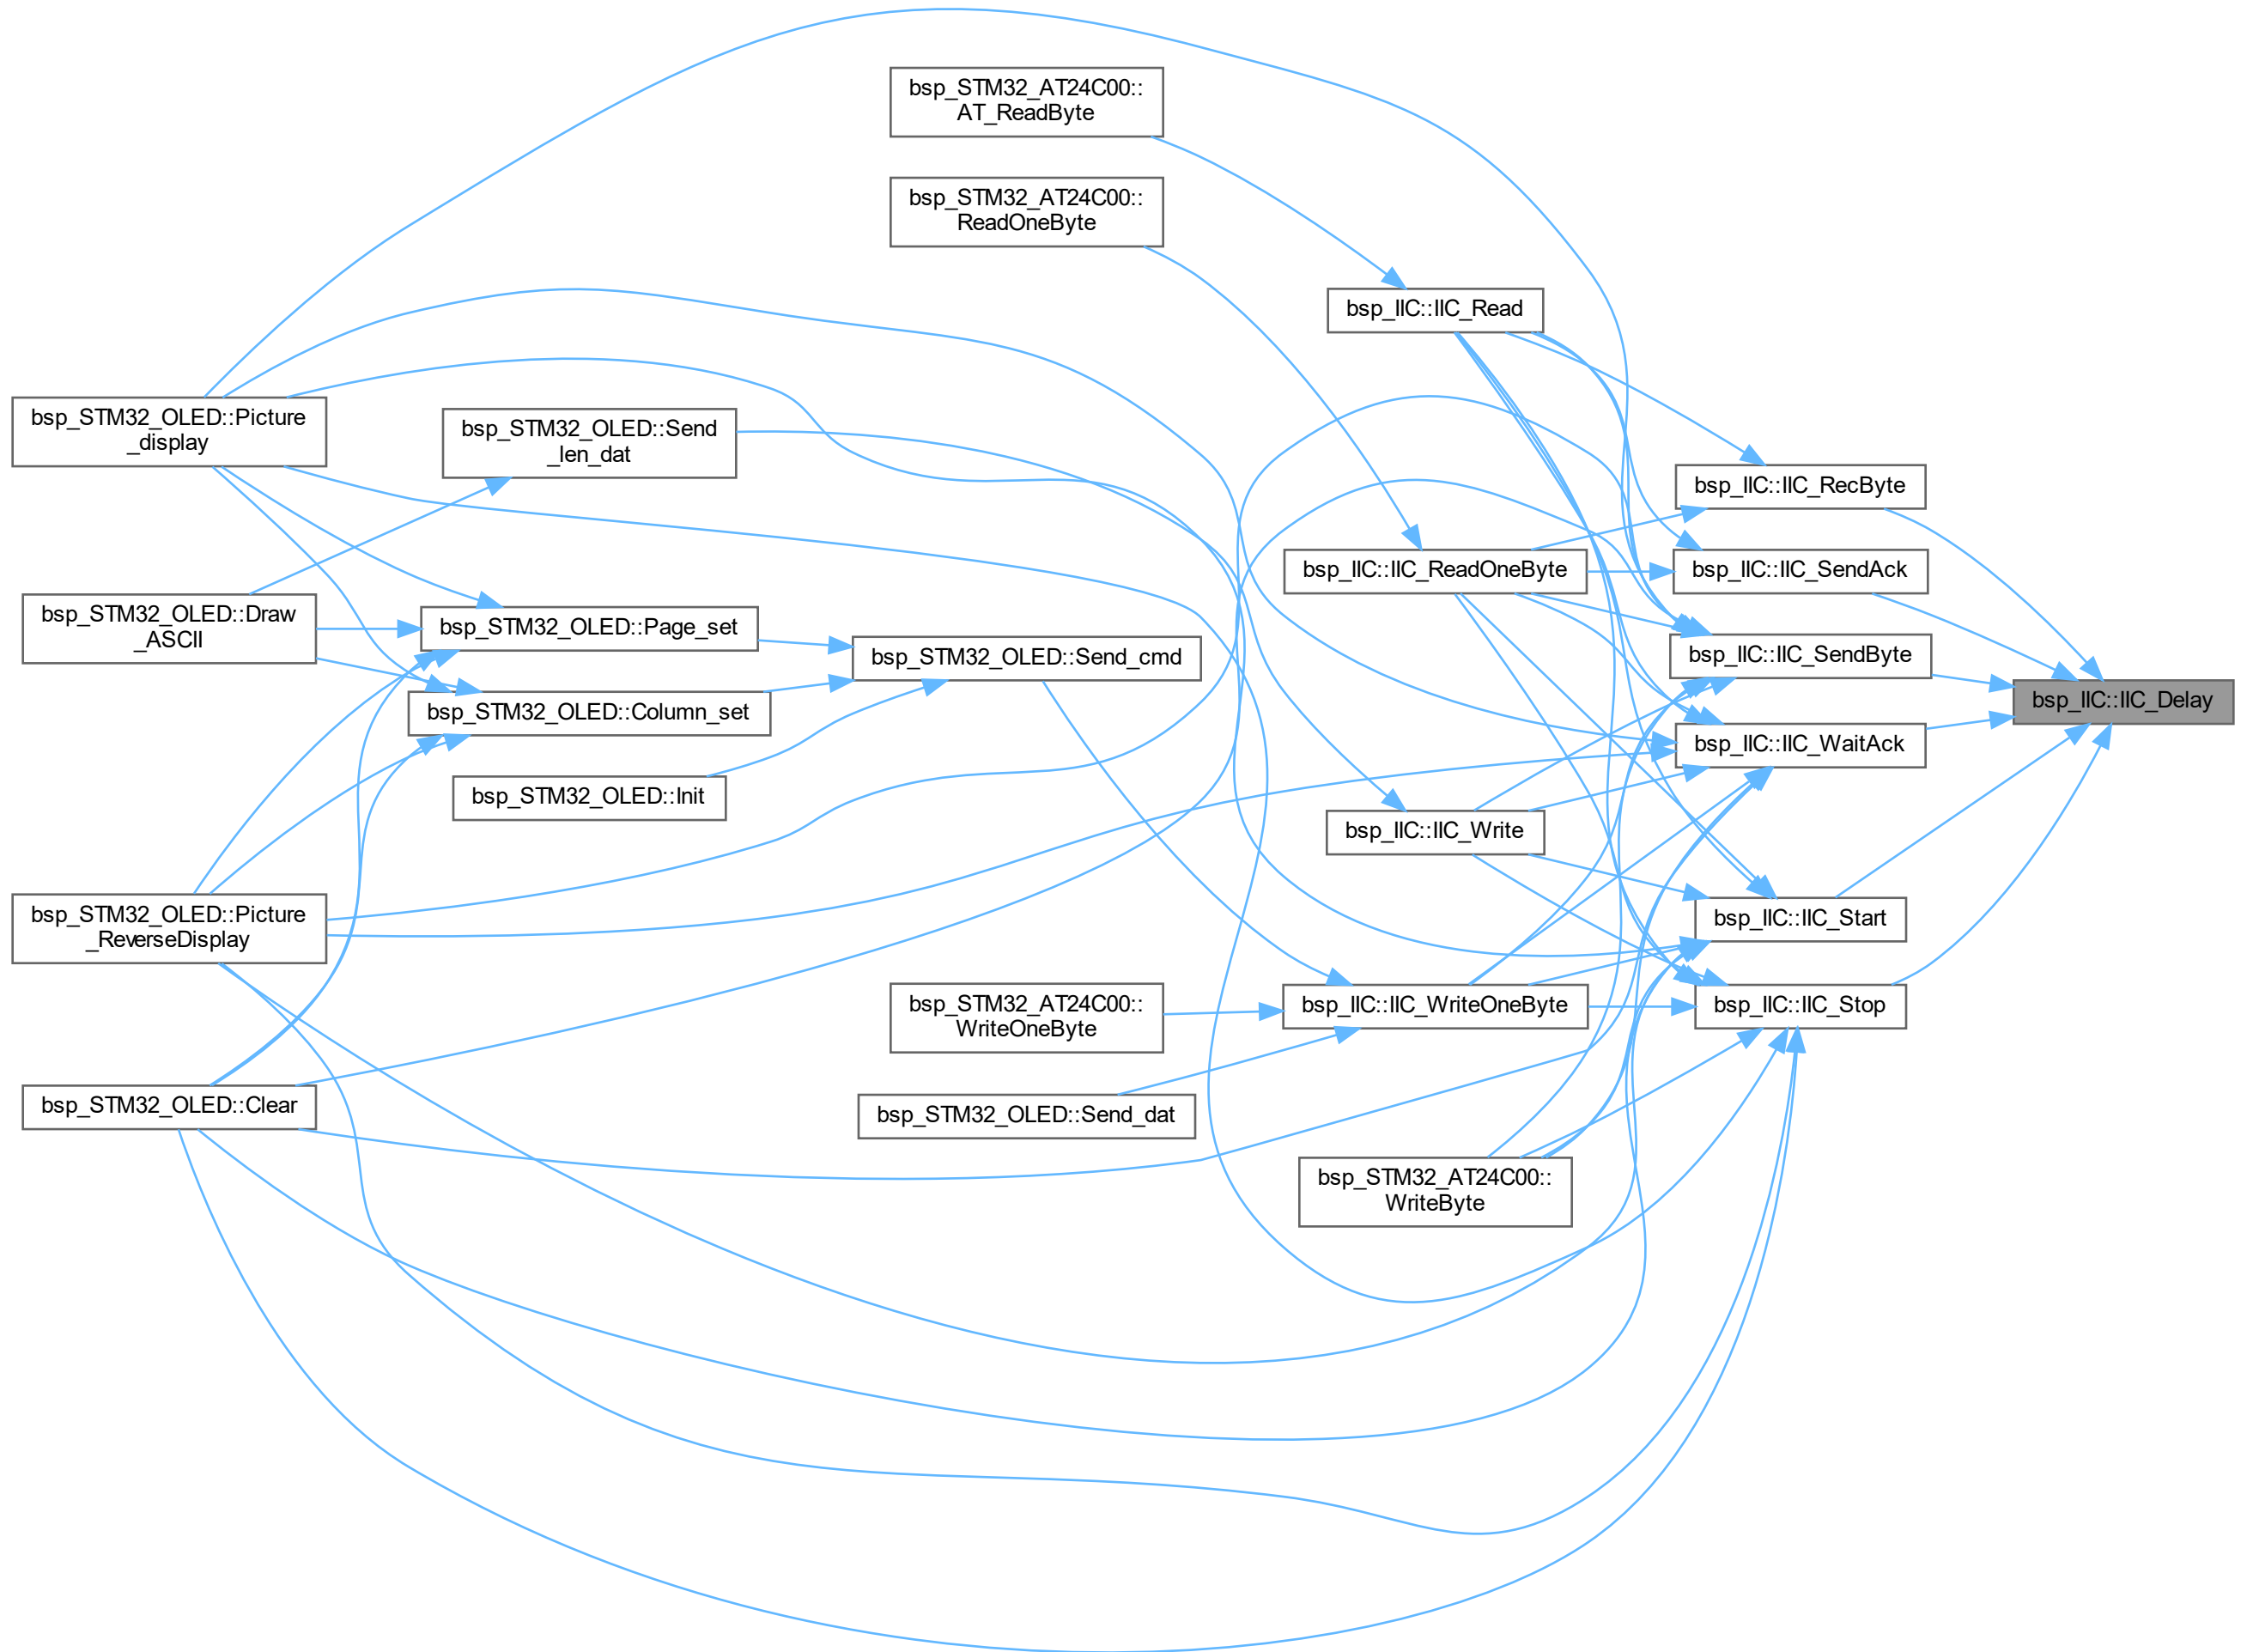 bsp_STM32_AT24C00::
AT_ReadByte
bsp_STM32_AT24C00::
ReadOneByte
bsp_IIC::IIC_Read
bsp_STM32_OLED::Picture
_display
bsp_STM32_OLED::Send
_len_dat
bsp_IIC::IIC_RecByte
bsp_IIC::IIC_ReadOneByte
bsp_IIC::IIC_SendAck
bsp_STM32_OLED::Draw
_ASCII
bsp_STM32_OLED::Page_set
bsp_STM32_OLED::Send_cmd
bsp_IIC::IIC_SendByte
bsp_IIC::IIC_Delay
bsp_STM32_OLED::Column_set
bsp_IIC::IIC_WaitAck
bsp_STM32_OLED::Init
bsp_IIC::IIC_Write
bsp_STM32_OLED::Picture
_ReverseDisplay
bsp_IIC::IIC_Start
bsp_STM32_AT24C00::
WriteOneByte
bsp_IIC::IIC_WriteOneByte
bsp_IIC::IIC_Stop
bsp_STM32_OLED::Clear
bsp_STM32_OLED::Send_dat
bsp_STM32_AT24C00::
WriteByte